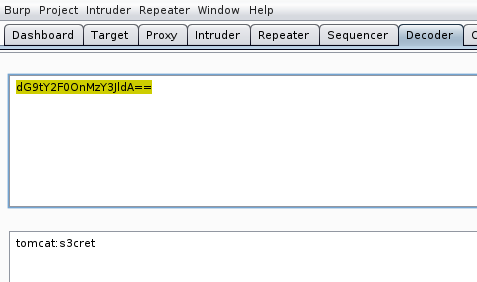 Burp Project Intruder Repeater Window Help
Dashboard Target Proxy Intruder Repeater Sequencer Decoder
dG9tY2F0OnMzY3JldA==
tomcat:s3cret